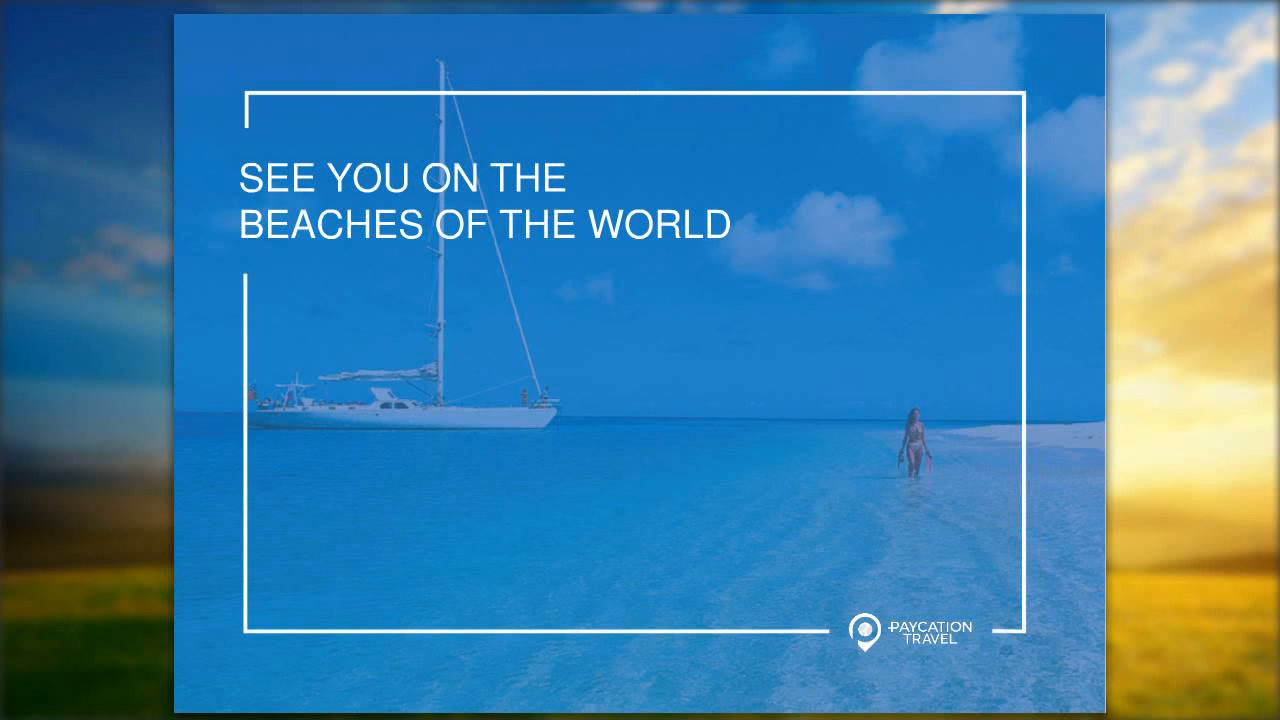 SEE YOU ON THE
BEACHES OF THE WORLD
PAYCATION
TRAVEL